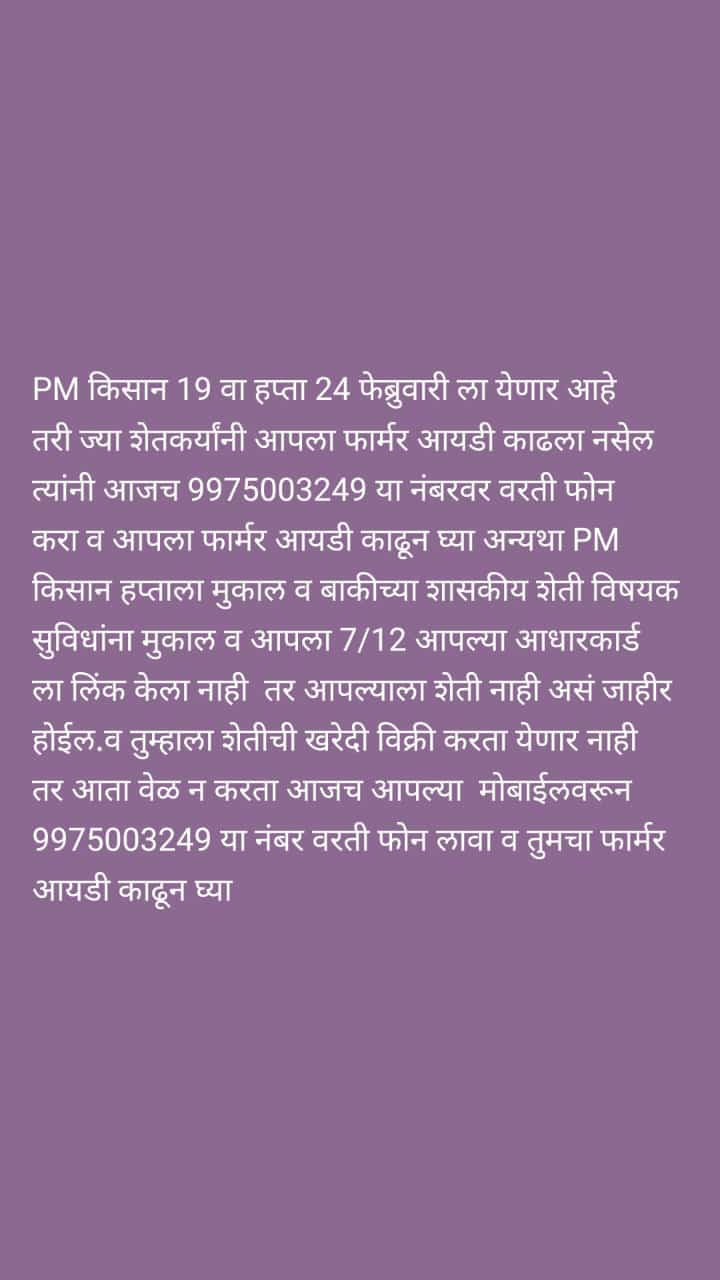 PM किसान 19 वा हप्ता 24 फेब्रुवारी ला येणार आहे
तरी ज्या शेतकर्यांनी आपला फार्मर आयडी काढला नसेल
त्यांनी आजच 9975003249 या नंबरवर वरती फोन
करा व आपला फार्मर आयडी काढून घ्या अन्यथा PM
किसान हप्ताला मुकाल व बाकीच्या शासकीय शेती विषयक
सुविधांना मुकाल व आपला 7/12 आपल्या आधारकार्ड
ला लिंक केला नाही  तर आपल्याला शेती नाही असं जाहीर
होईल.व तुम्हाला शेतीची खरेदी विक्री करता येणार नाही
तर आता वेळ न करता आजच आपल्या  मोबाईलवरून
9975003249 या नंबर वरती फोन लावा व तुमचा फार्मर
आयडी काढून घ्या